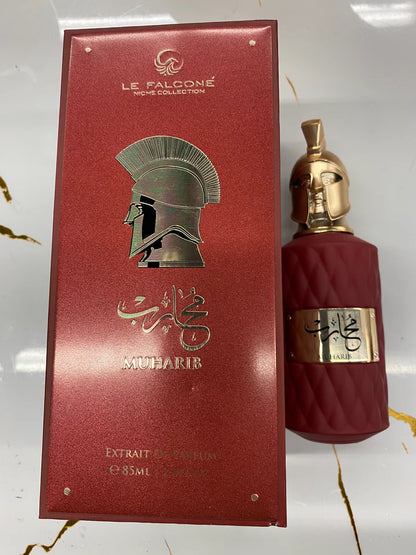 LE FALCONÉ
NICHE COLLECTION
محارب
MUHARIB
EXTRAIT DE PARFUM
℮ 85ML
محارب
MUHARIB